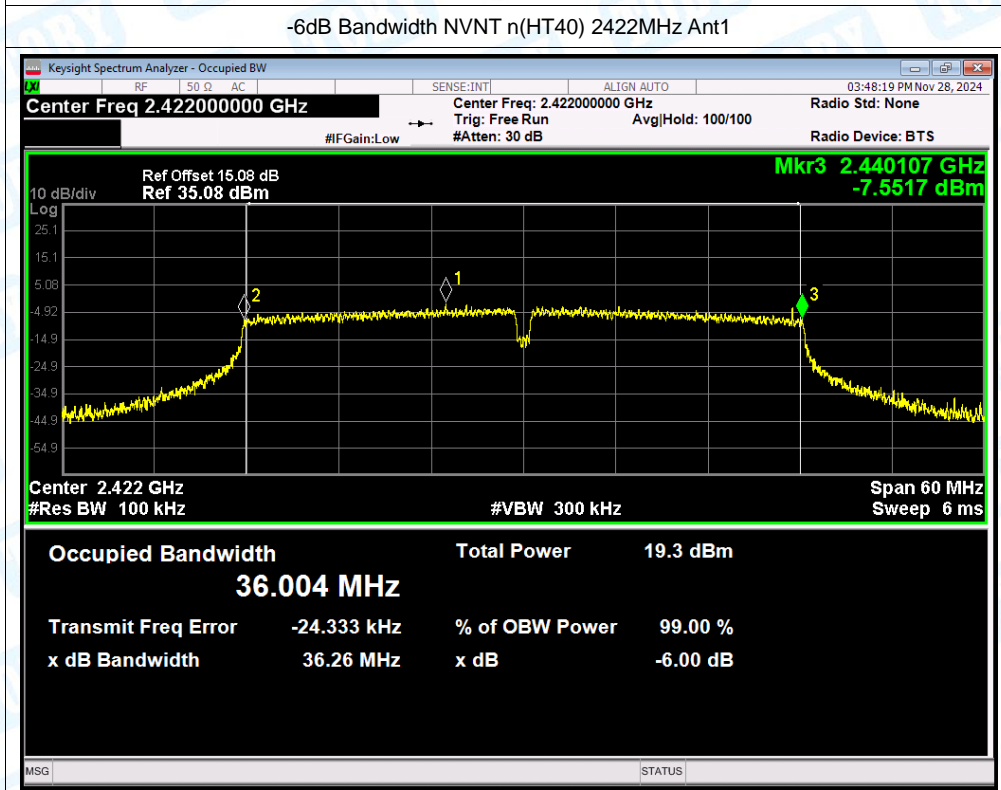 -6dB Bandwidth NVNT n(HT40) 2422MHz Ant1
Keysight Spectrum Analyzer - Occupied BW
LXI RF 50 Ω AC SENSE:INT ALIGN AUTO 03:48:19 PM Nov 28, 2024
Center Freq 2.422000000 GHz Center Freq: 2.422000000 GHz Radio Std: None
Trig: Free Run Avg|Hold: 100/100
#IFGain:Low #Atten: 30 dB Radio Device: BTS
Mkr3 2.440107 GHz
-7.5517 dBm
Ref Offset 15.08 dB
10 dB/div Ref 35.08 dBm
Log
25.1
15.1
5.08
-4.92
-14.9
-24.9
-34.9
-44.9
-54.9
1
2
3
Center 2.422 GHz Span 60 MHz
#Res BW 100 kHz #VBW 300 kHz Sweep 6 ms
Occupied Bandwidth Total Power 19.3 dBm
36.004 MHz
Transmit Freq Error -24.333 kHz % of OBW Power 99.00 %
x dB Bandwidth 36.26 MHz x dB -6.00 dB
MSG STATUS